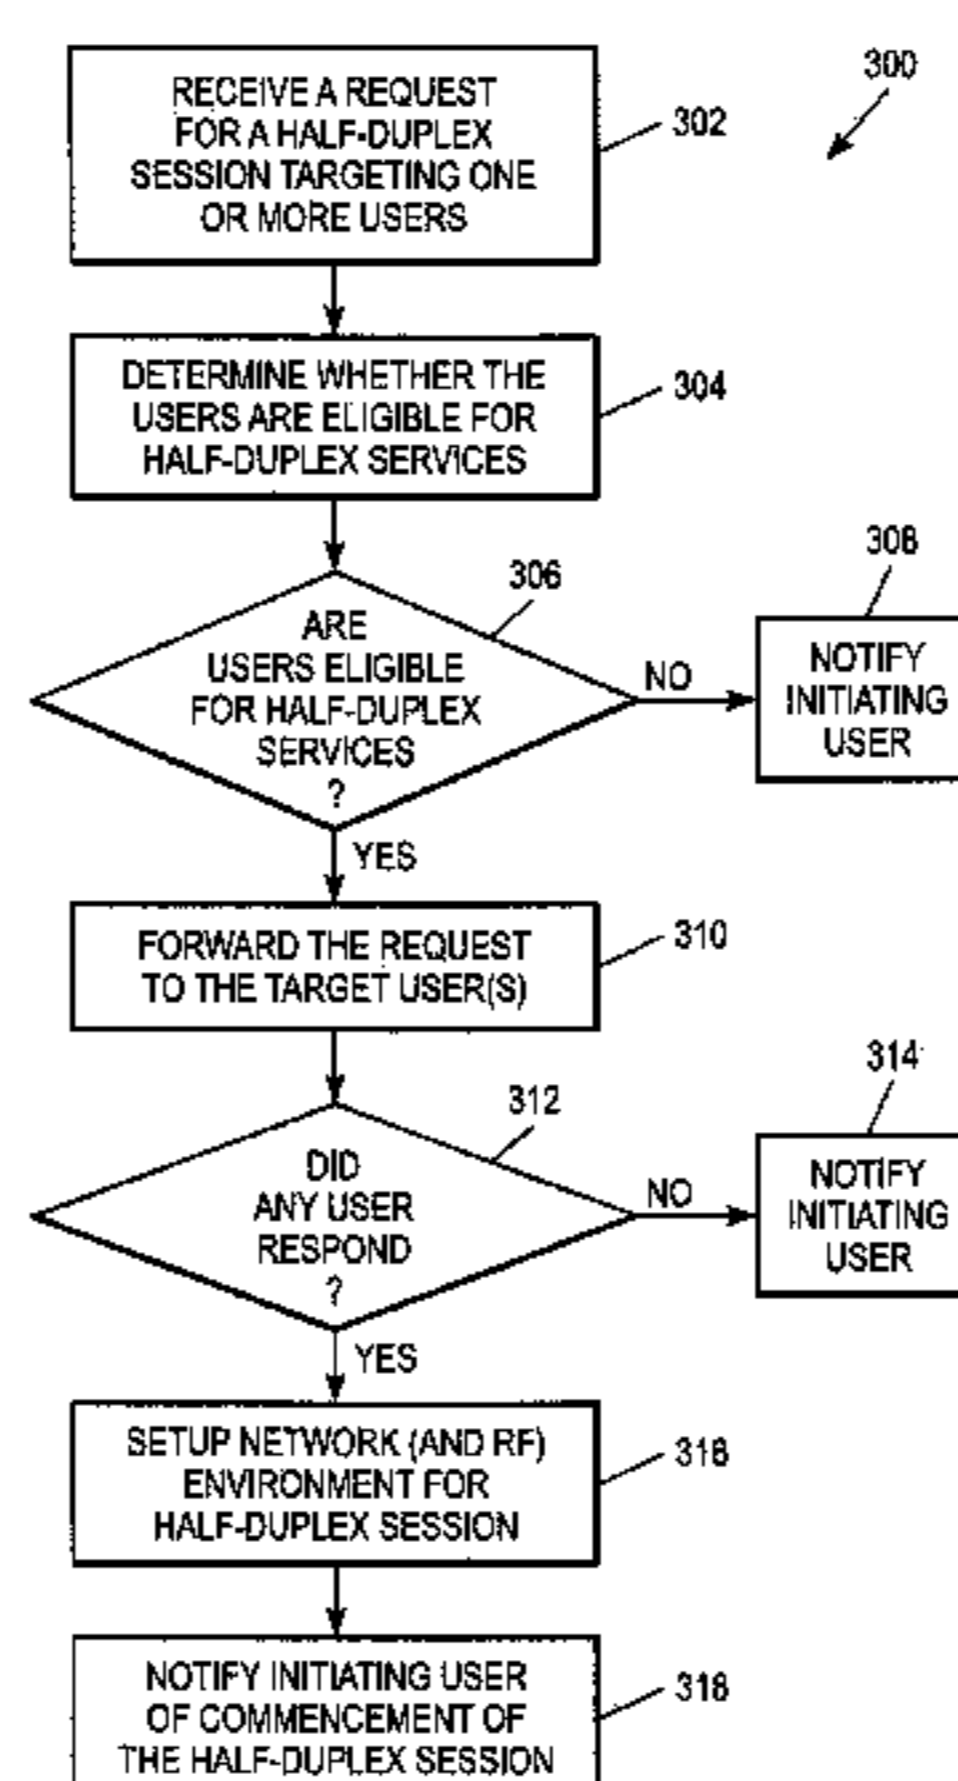 300
RECEIVE A REQUEST
FOR A HALF-DUPLEX
SESSION TARGETING ONE
OR MORE USERS
302
DETERMINE WHETHER THE
USERS ARE ELIGIBLE FOR
HALF-DUPLEX SERVICES
304
306
ARE
USERS ELIGIBLE
FOR HALF-DUPLEX
SERVICES
?
NO
308
NOTIFY
INITIATING
USER
YES
FORWARD THE REQUEST
TO THE TARGET USER(S)
310
312
DID
ANY USER
RESPOND
?
NO
314
NOTIFY
INITIATING
USER
YES
SETUP NETWORK (AND RF)
ENVIRONMENT FOR
HALF-DUPLEX SESSION
316
NOTIFY INITIATING USER
OF COMMENCEMENT OF
THE HALF-DUPLEX SESSION
318